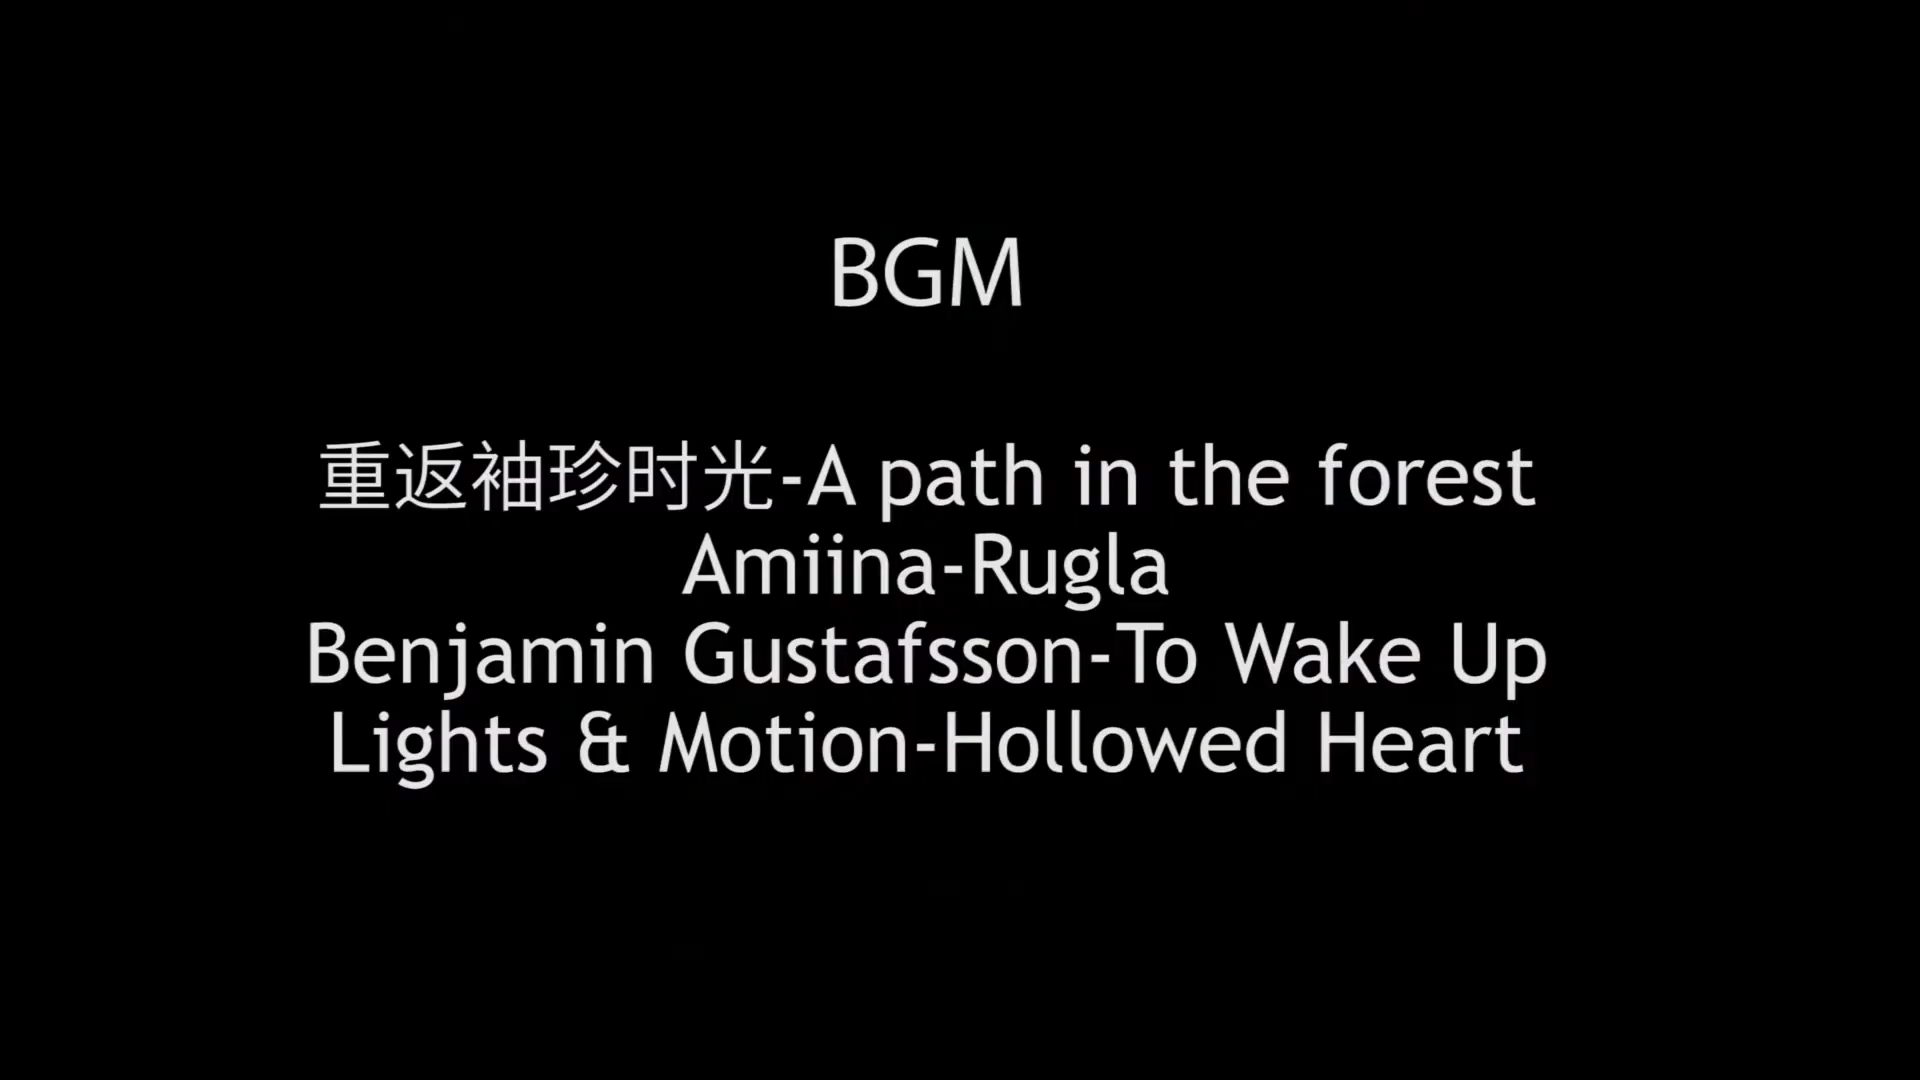 BGM
重返袖珍时光-A path in the forest
Amiina-Rugla
Benjamin Gustafsson-To Wake Up
Lights & Motion-Hollowed Heart